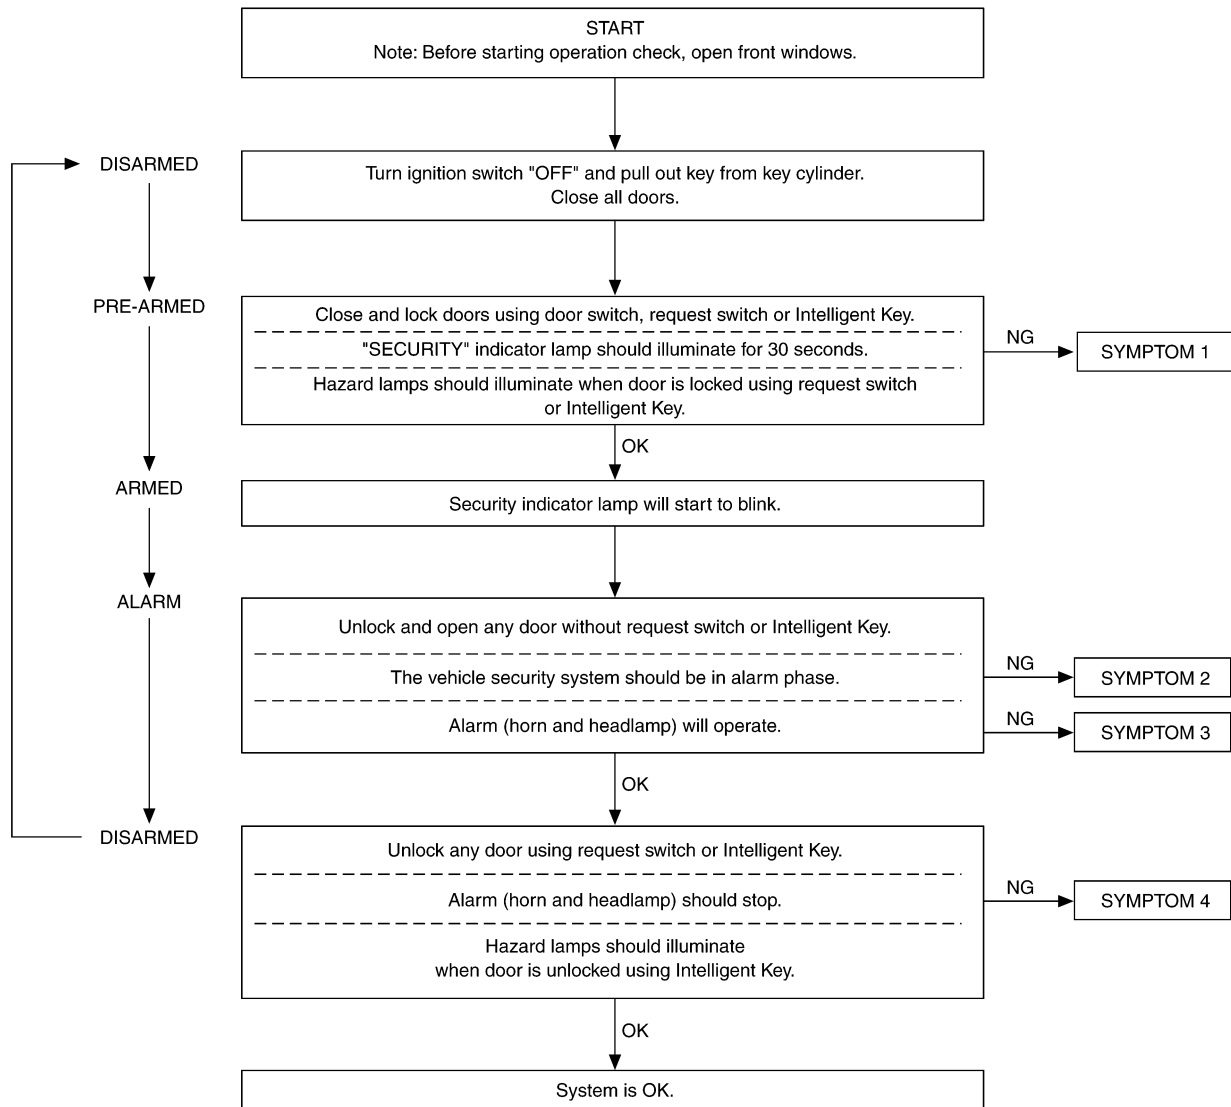 START
Note: Before starting operation check, open front windows.
DISARMED
Turn ignition switch "OFF" and pull out key from key cylinder.
Close all doors.
PRE-ARMED
Close and lock doors using door switch, request switch or Intelligent Key.
"SECURITY" indicator lamp should illuminate for 30 seconds.
NG
SYMPTOM 1
Hazard lamps should illuminate when door is locked using request switch
or Intelligent Key.
OK
ARMED
Security indicator lamp will start to blink.
ALARM
Unlock and open any door without request switch or Intelligent Key.
The vehicle security system should be in alarm phase.
NG
SYMPTOM 2
Alarm (horn and headlamp) will operate.
NG
SYMPTOM 3
OK
DISARMED
Unlock any door using request switch or Intelligent Key.
Alarm (horn and headlamp) should stop.
NG
SYMPTOM 4
Hazard lamps should illuminate
when door is unlocked using Intelligent Key.
OK
System is OK.